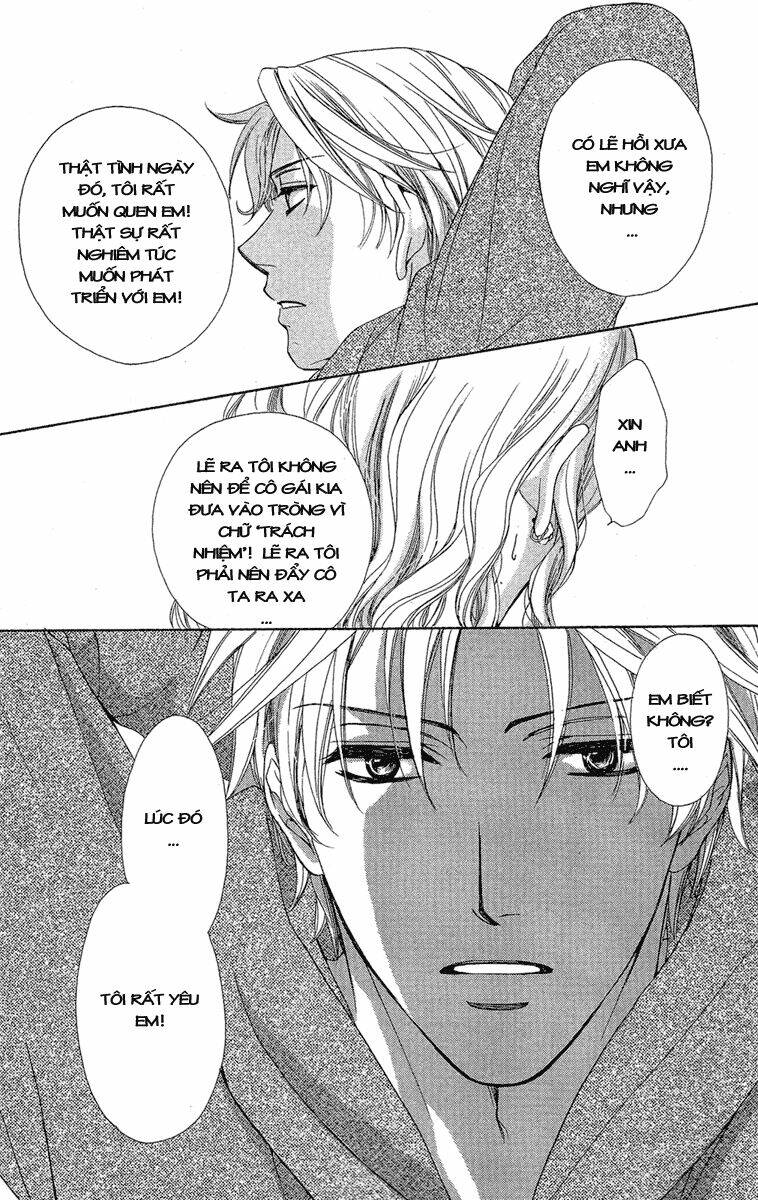 CÓ LẼ HỒI XƯA
EM KHÔNG
NGHĨ VẬY,
NHƯNG
...
THẬT TÌNH NGÀY
ĐÓ, TÔI RẤT
MUỐN QUEN EM!
THẬT SỰ RẤT
NGHIÊM TÚC
MUỐN PHÁT
TRIỂN VỚI EM!
XIN
ANH
...
LẼ RA TÔI KHÔNG
NÊN ĐỂ CÔ GÁI KIA
ĐƯA VÀO TRÒNG VÌ
CHỮ 'TRÁCH
NHIỆM'! LẼ RA TÔI
PHẢI NÊN ĐẨY CÔ
TA RA XA
...
EM BIẾT
KHÔNG?
TÔI
....
LÚC ĐÓ
...
TÔI RẤT YÊU
EM!